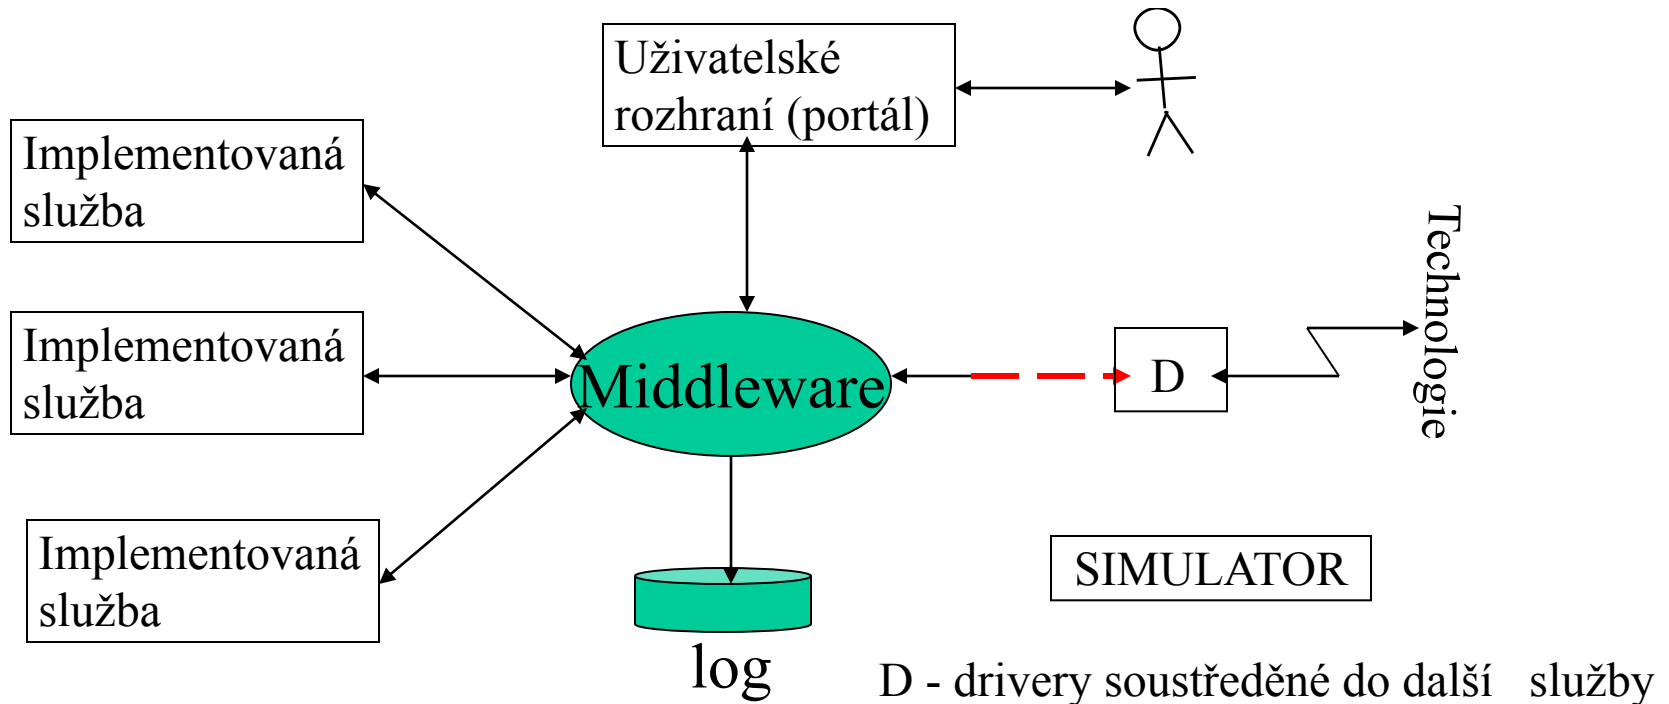 Uživatelské
rozhraní (portál)
Implementovaná
služba
Technologie
Implementovaná
služba
Middleware
D
Implementovaná
služba
SIMULATOR
log
D - drivery soustředěné do další   služby